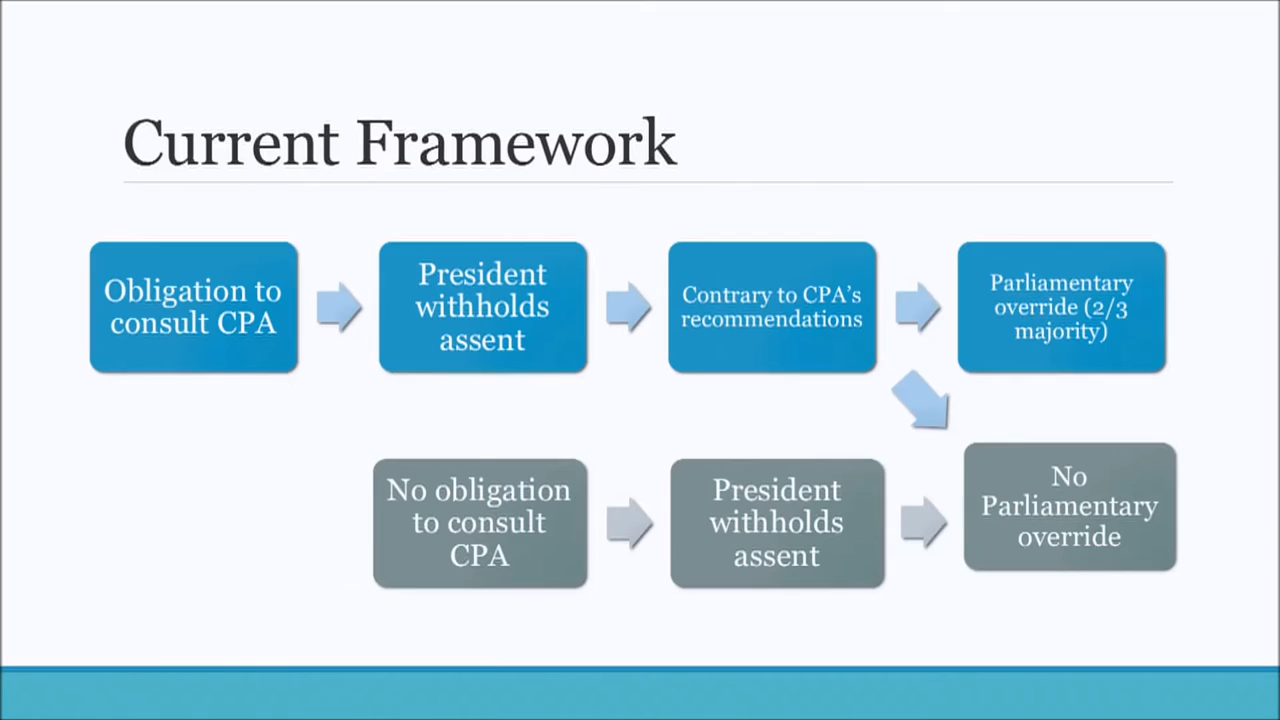 Current Framework
Obligation to
consult CPA
President
withholds
assent
Contrary to CPA's
recommendations
Parliamentary
override (2/3
majority)
No obligation
to consult
CPA
President
withholds
assent
No
Parliamentary
override